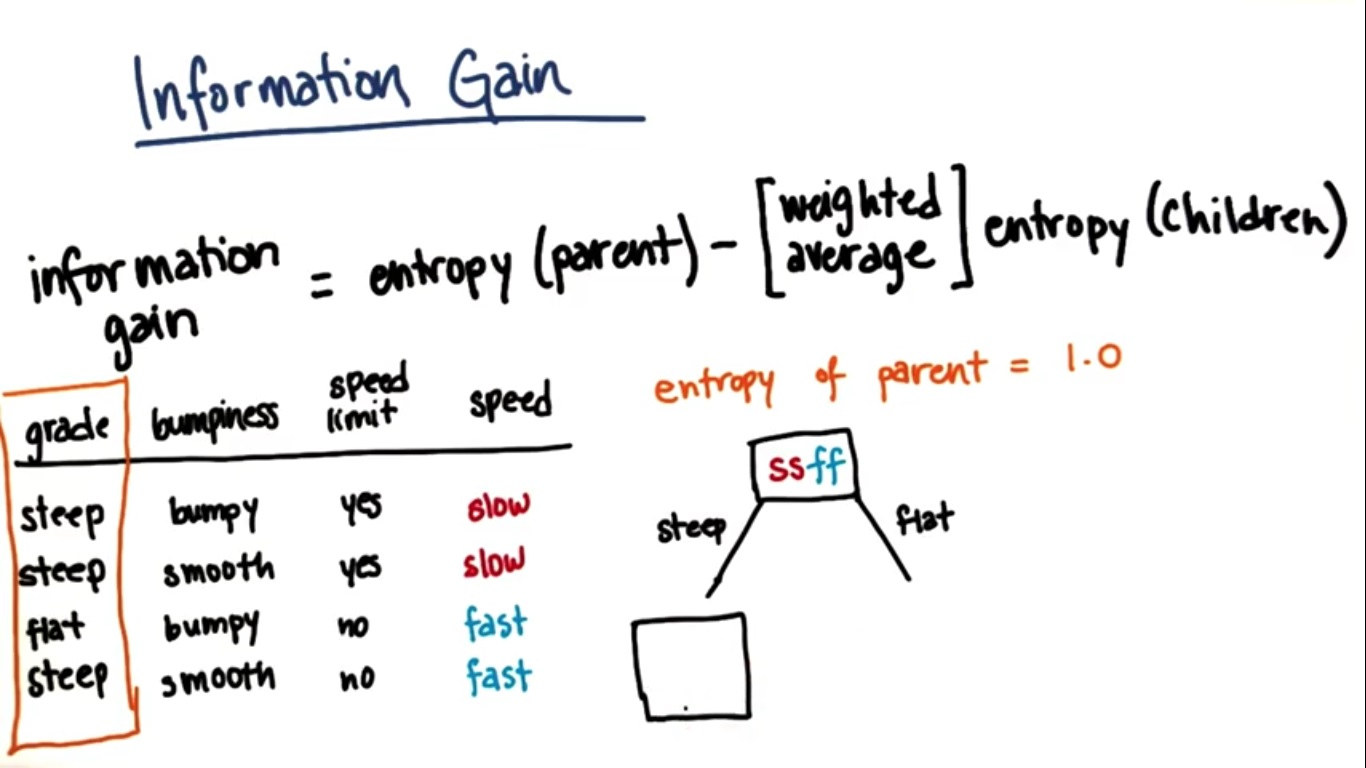 Information Gain
information gain = entropy (parent) - [weighted average] entropy (children)
grade bumpiness speed limit speed
steep bumpy yes slow
steep smooth yes slow
flat bumpy no fast
steep smooth no fast
entropy of parent = 1.0
ssff
steep flat